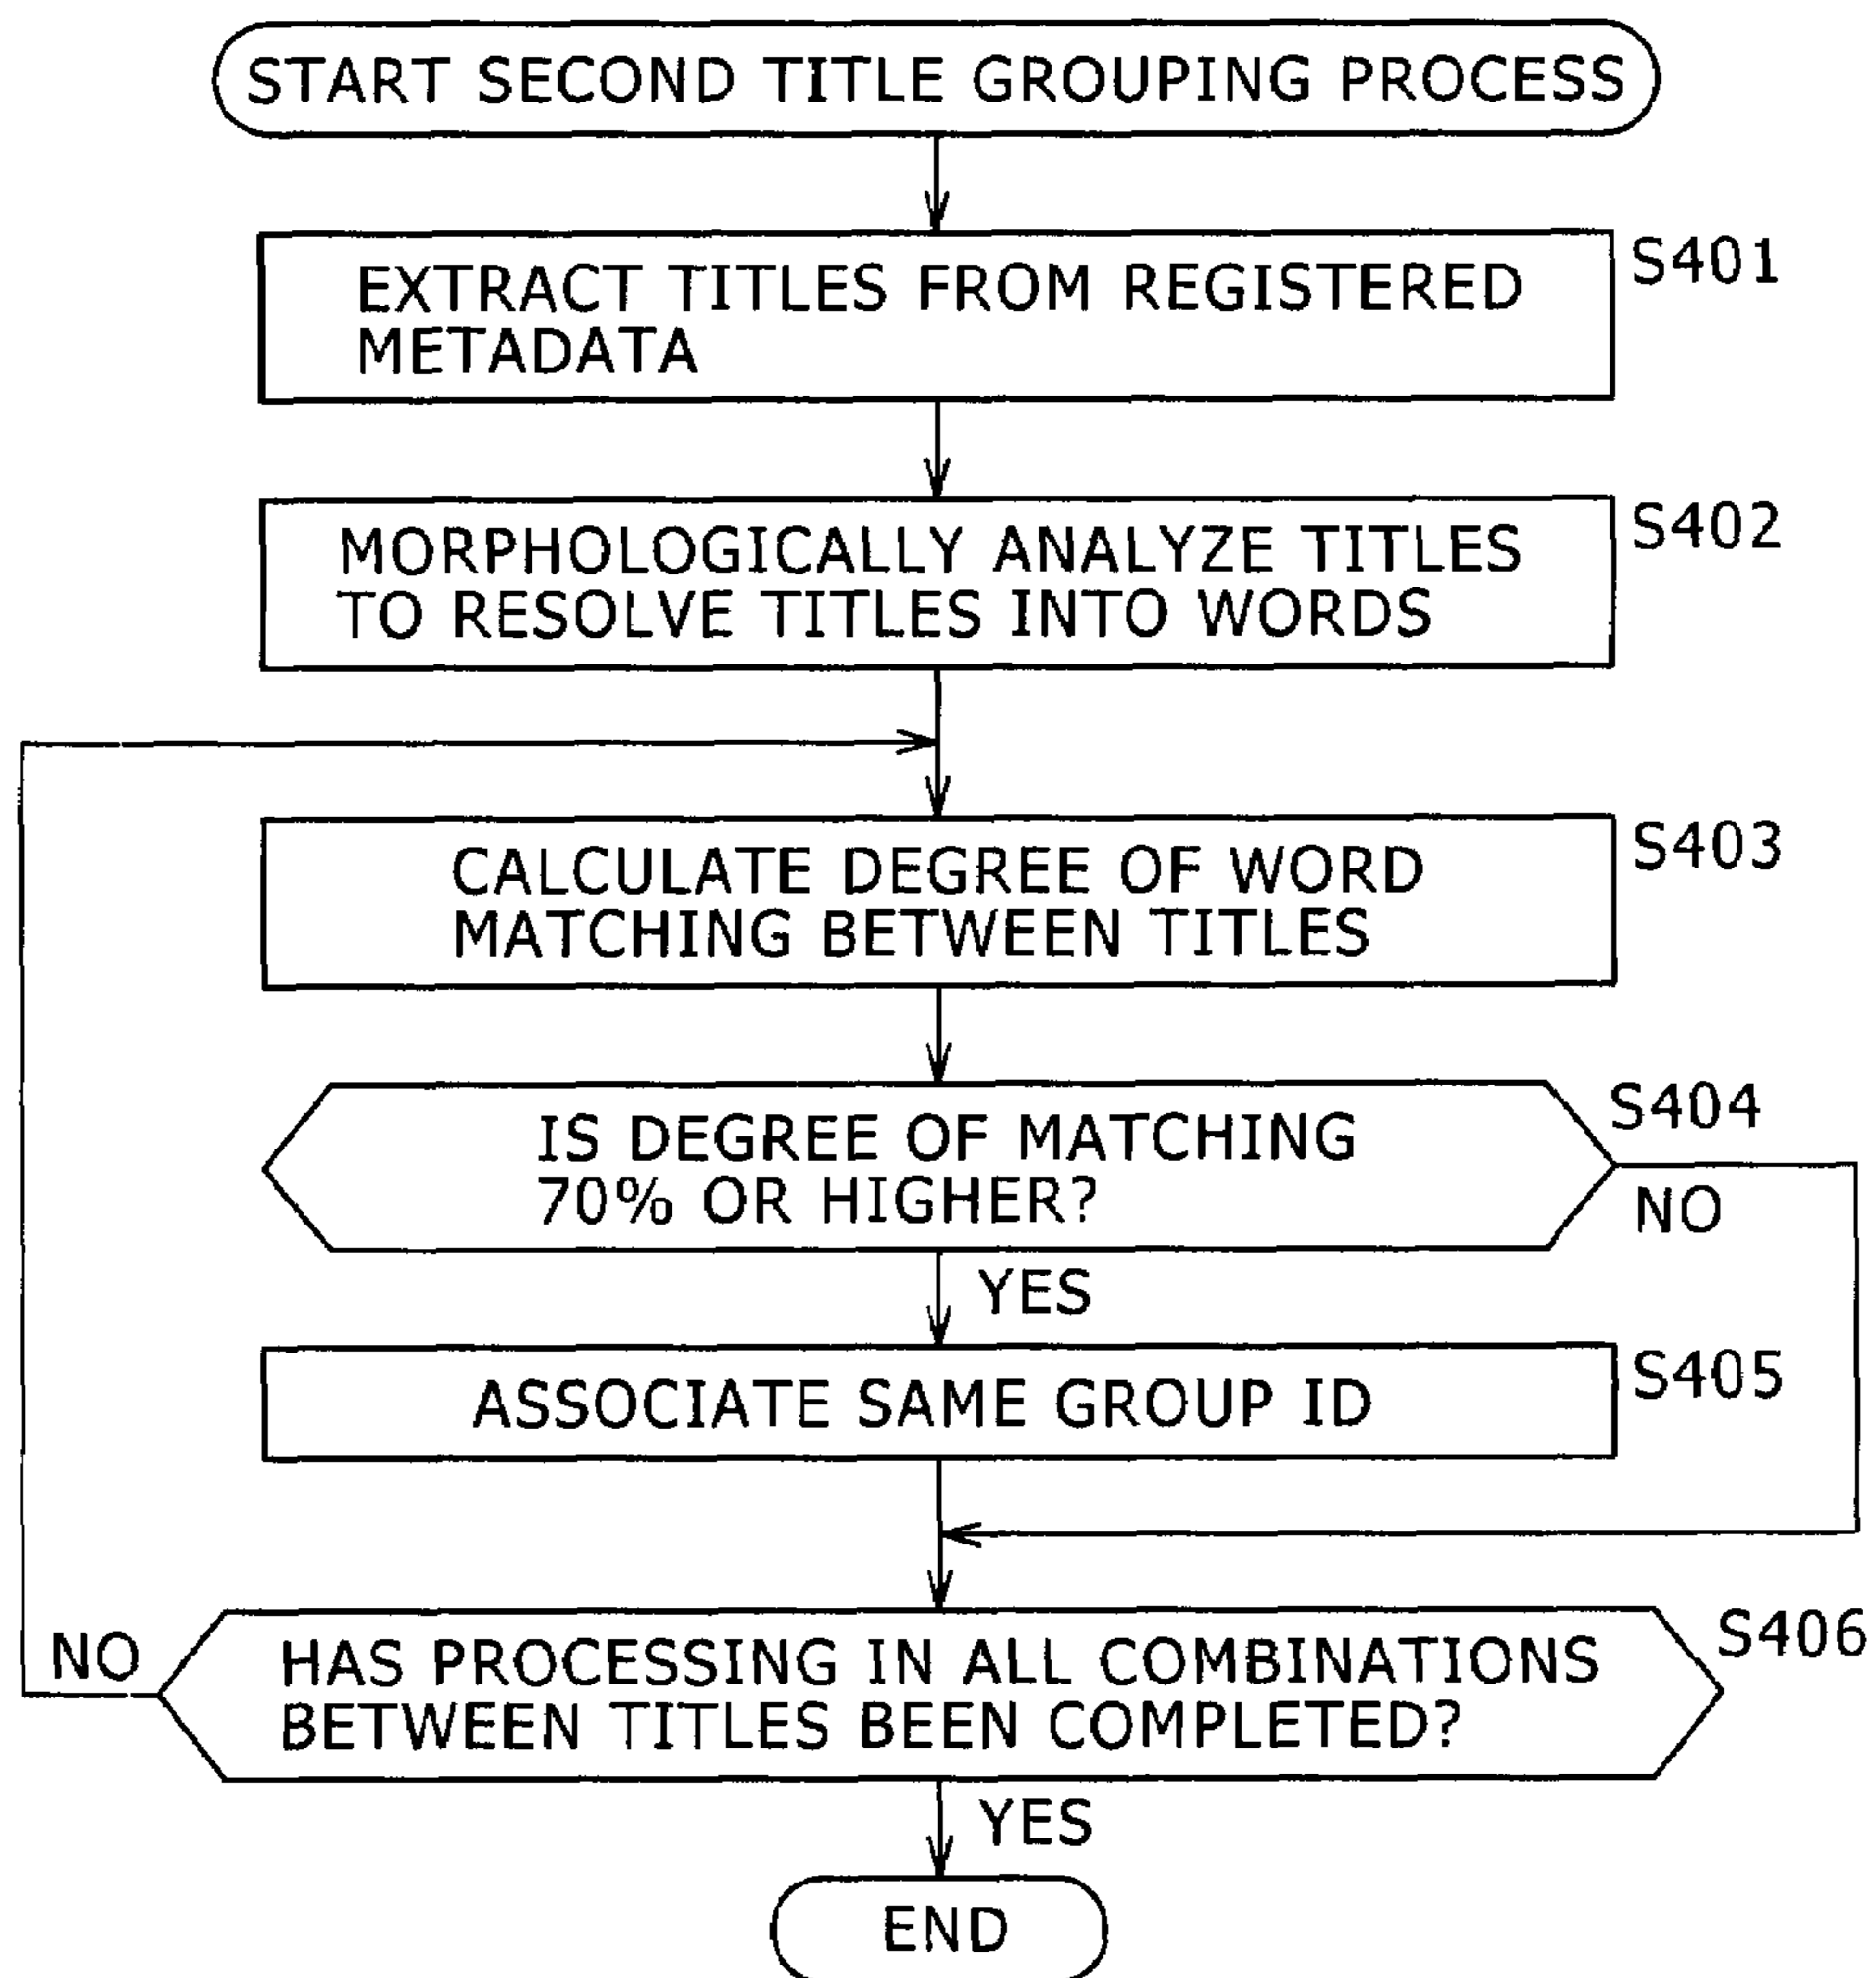 START SECOND TITLE GROUPING PROCESS
S401
EXTRACT TITLES FROM REGISTERED
METADATA
S402
MORPHOLOGICALLY ANALYZE TITLES
TO RESOLVE TITLES INTO WORDS
S403
CALCULATE DEGREE OF WORD
MATCHING BETWEEN TITLES
S404
IS DEGREE OF MATCHING
70% OR HIGHER?
NO
YES
S405
ASSOCIATE SAME GROUP ID
S406
NO
HAS PROCESSING IN ALL COMBINATIONS
BETWEEN TITLES BEEN COMPLETED?
YES
END